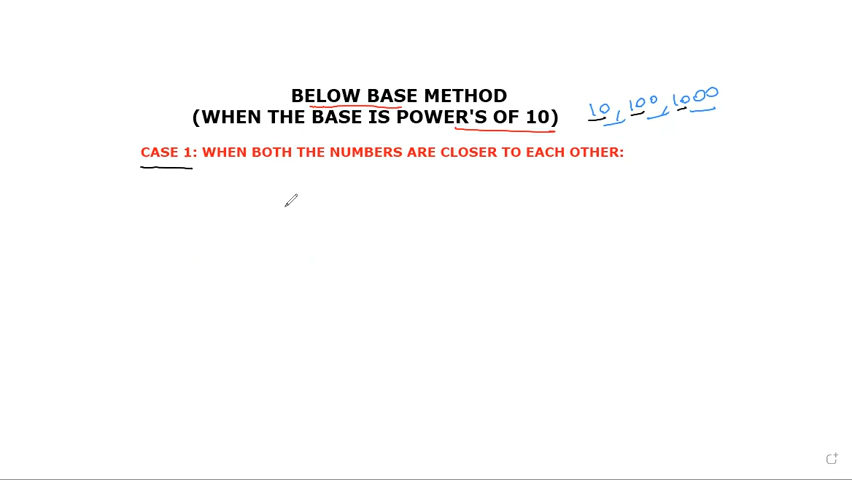 BELOW BASE METHOD
(WHEN THE BASE IS POWER'S OF 10) 10, 100, 1000
CASE 1: WHEN BOTH THE NUMBERS ARE CLOSER TO EACH OTHER: